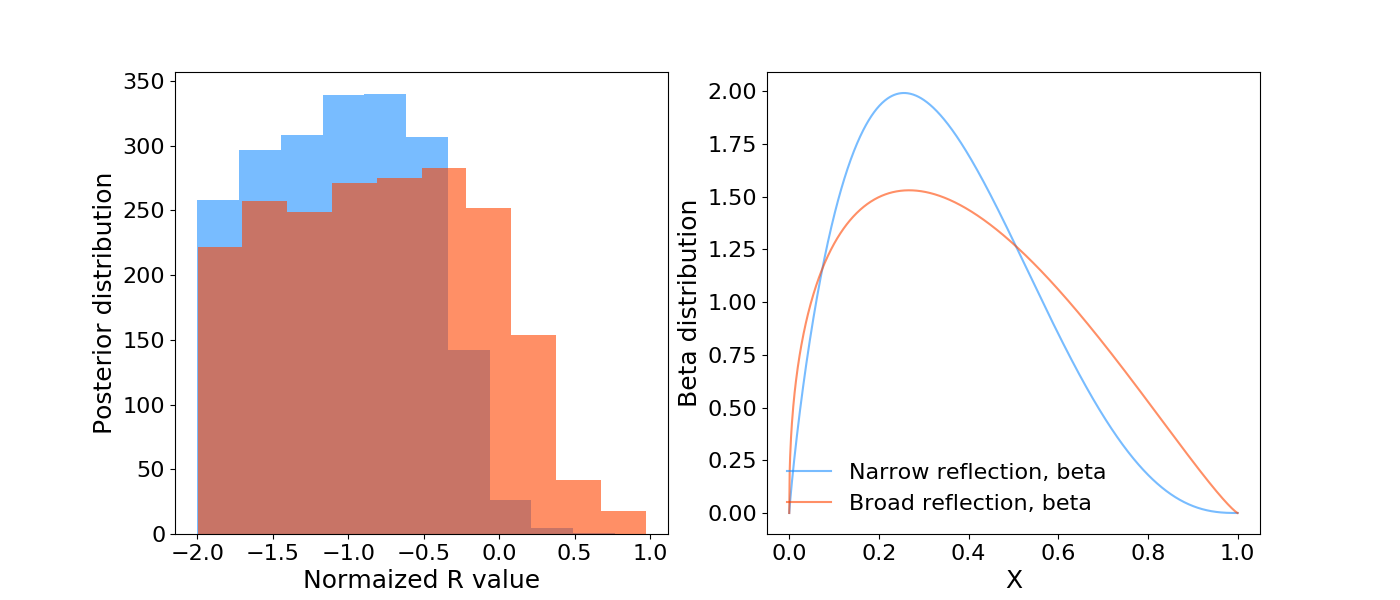 350
300
250
200
150
100
50
0
Posterior distribution
−2.0 −1.5 −1.0 −0.5 0.0 0.5 1.0
Normaized R value
2.00
1.75
1.50
1.25
1.00
0.75
0.50
0.25
0.00
Beta distribution
Narrow reflection, beta
Broad reflection, beta
0.0 0.2 0.4 0.6 0.8 1.0
X